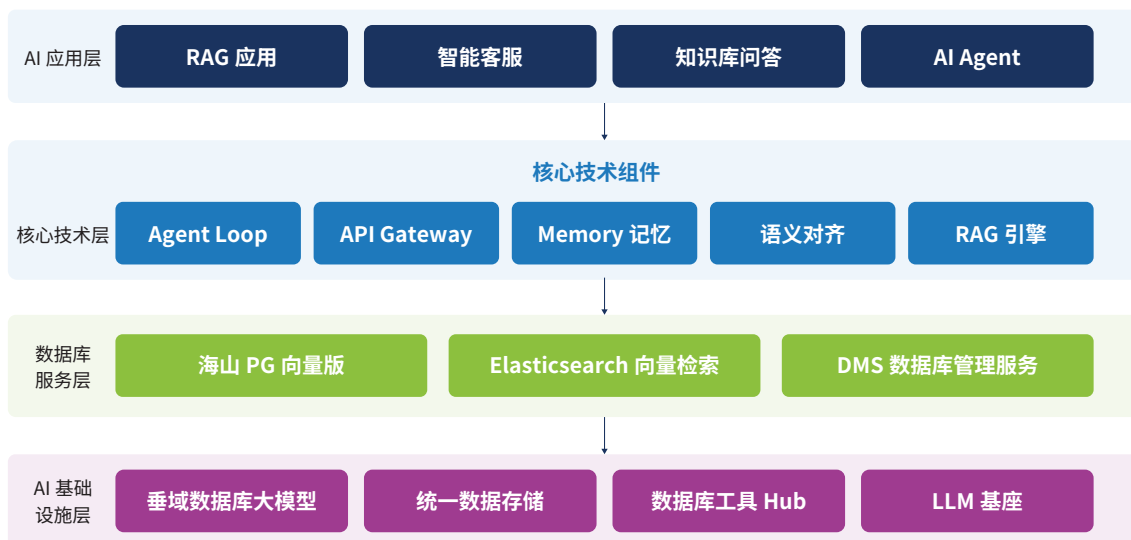 AI 应用层
RAG 应用
智能客服
知识库问答
AI Agent
核心技术组件
核心技术层
Agent Loop
API Gateway
Memory 记忆
语义对齐
RAG 引擎
数据库
服务层
海山 PG 向量版
Elasticsearch 向量检索
DMS 数据库管理服务
AI 基础
设施层
垂域数据库大模型
统一数据存储
数据库工具 Hub
LLM 基座